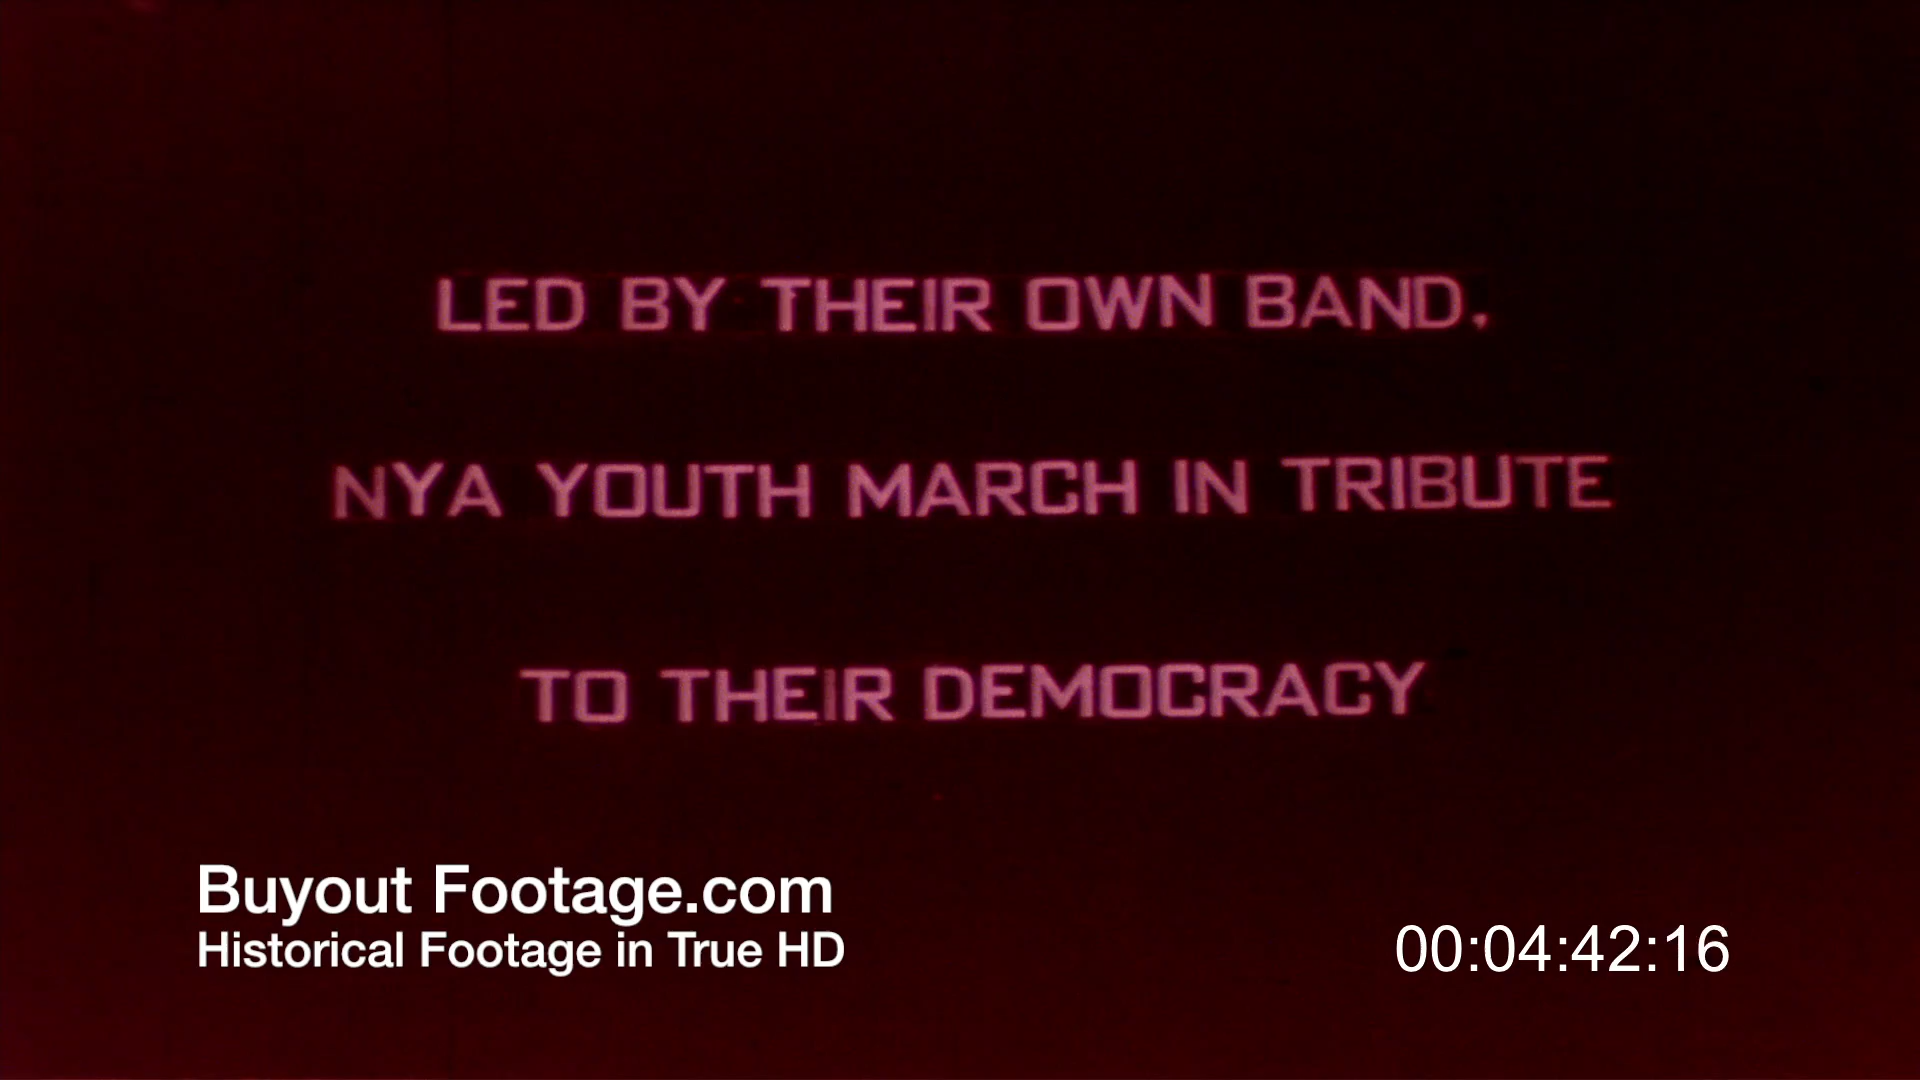 LED BY THEIR OWN BAND,
NYA YOUTH MARCH IN TRIBUTE
TO THEIR DEMOCRACY
Buyout Footage.com
Historical Footage in True HD
00:04:42:16